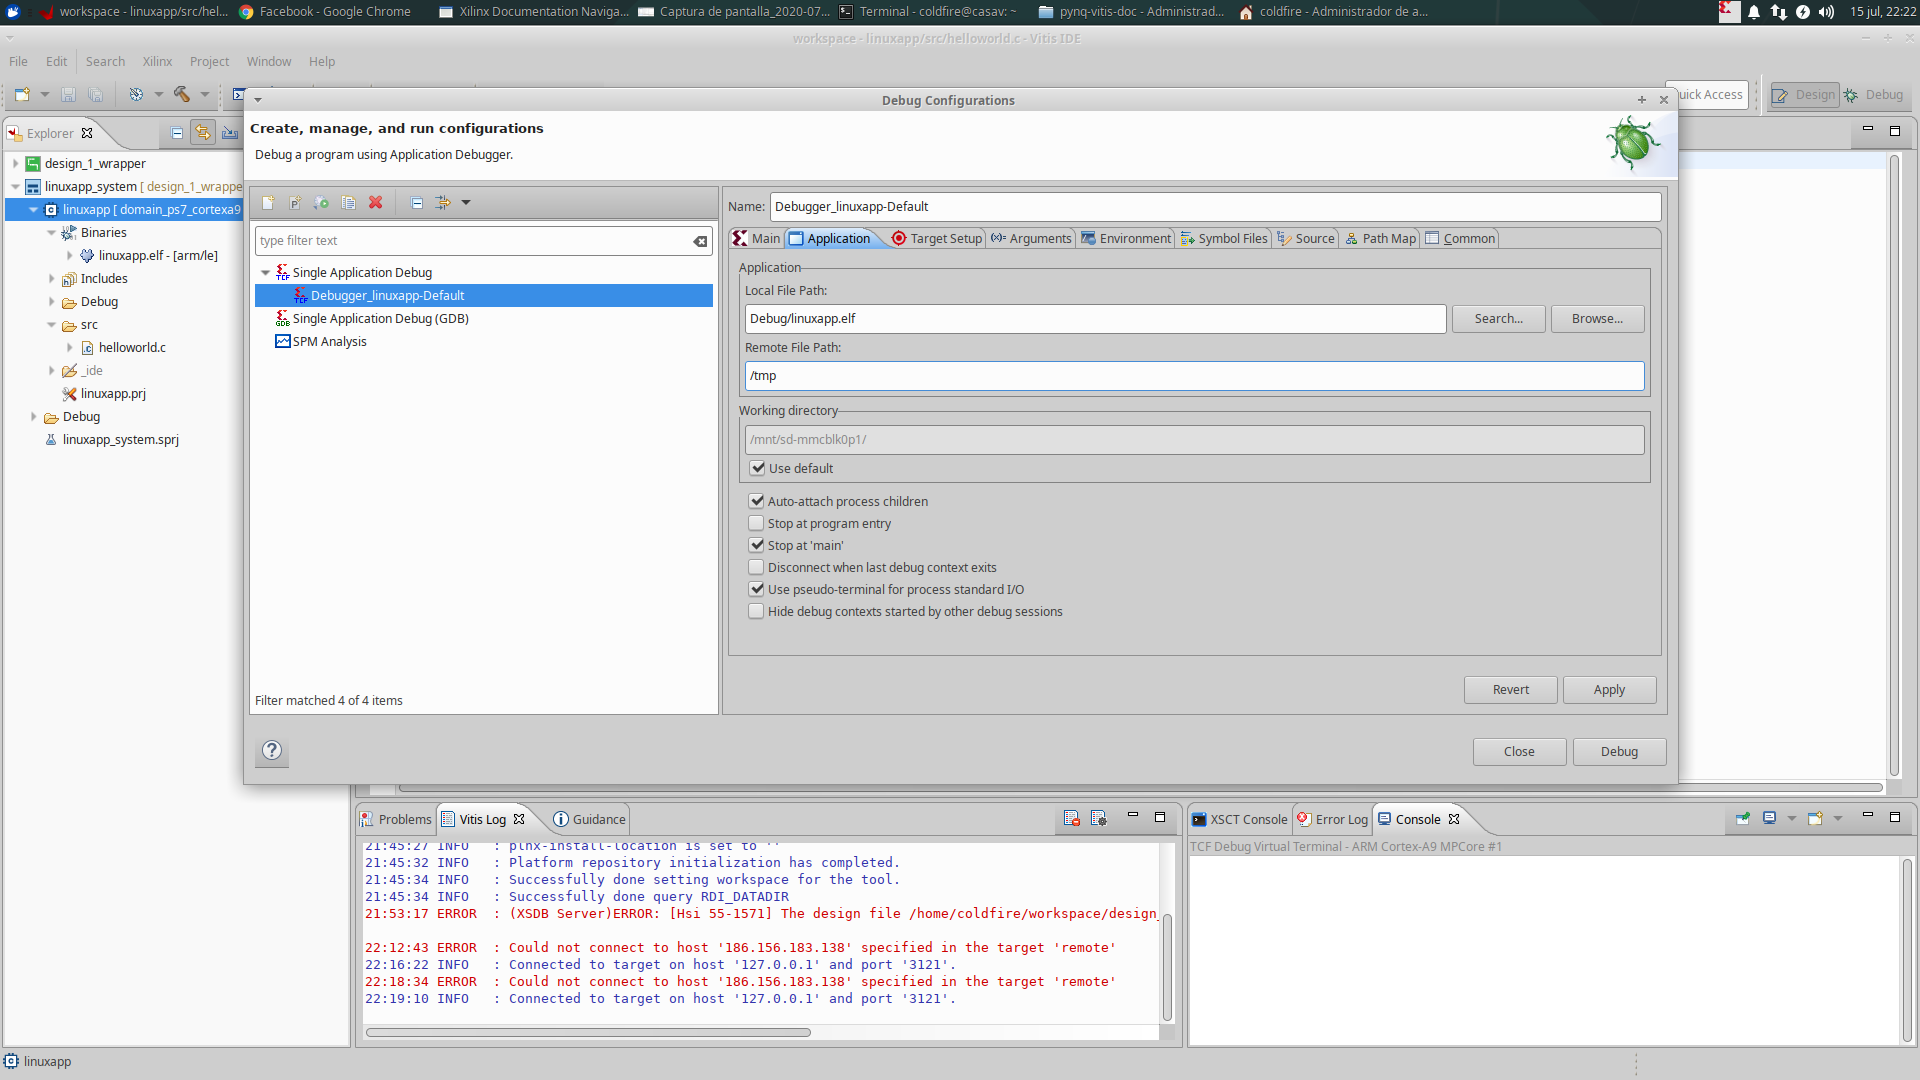 workspace - linuxapp/src/hel...
Facebook - Google Chrome
Xilinx Documentation Naviga...
Captura de pantalla_2020-07...
Terminal - coldfire@casav: ~
pynq-vitis-doc - Administrad...
coldfire - Administrador de a...
15 jul, 22:22
workspace - linuxapp/src/helloworld.c - Vitis IDE
File Edit Search Xilinx Project Window Help
uick Access
Design
Debug
Explorer
design_1_wrapper
linuxapp_system [ design_1_wrappe
linuxapp [ domain_ps7_cortexa9
Binaries
linuxapp.elf - [arm/le]
Includes
Debug
src
helloworld.c
_ide
linuxapp.prj
Debug
linuxapp_system.sprj
Debug Configurations
Create, manage, and run configurations
Debug a program using Application Debugger.
type filter text
Single Application Debug
TCF
Debugger_linuxapp-Default
TCF
Single Application Debug (GDB)
GDB
SPM Analysis
Filter matched 4 of 4 items
Name: Debugger_linuxapp-Default
Main Application Target Setup (x)= Arguments Environment Symbol Files Source Path Map Common
Application
Local File Path:
Debug/linuxapp.elf
Search...
Browse...
Remote File Path:
/tmp
Working directory
/mnt/sd-mmcblk0p1/
Use default
Auto-attach process children
Stop at program entry
Stop at 'main'
Disconnect when last debug context exits
Use pseudo-terminal for process standard I/O
Hide debug contexts started by other debug sessions
Revert
Apply
?
Close
Debug
Problems Vitis Log Guidance
21:45:27 INFO : plnx-install-location is set to ''
21:45:32 INFO : Platform repository initialization has completed.
21:45:34 INFO : Successfully done setting workspace for the tool.
21:45:34 INFO : Successfully done query RDI_DATADIR
21:53:17 ERROR : (XSDB Server)ERROR: [Hsi 55-1571] The design file /home/coldfire/workspace/design_
22:12:43 ERROR : Could not connect to host '186.156.183.138' specified in the target 'remote'
22:16:22 INFO : Connected to target on host '127.0.0.1' and port '3121'.
22:18:34 ERROR : Could not connect to host '186.156.183.138' specified in the target 'remote'
22:19:10 INFO : Connected to target on host '127.0.0.1' and port '3121'.
XSCT Console Error Log Console
TCF Debug Virtual Terminal - ARM Cortex-A9 MPCore #1
linuxapp